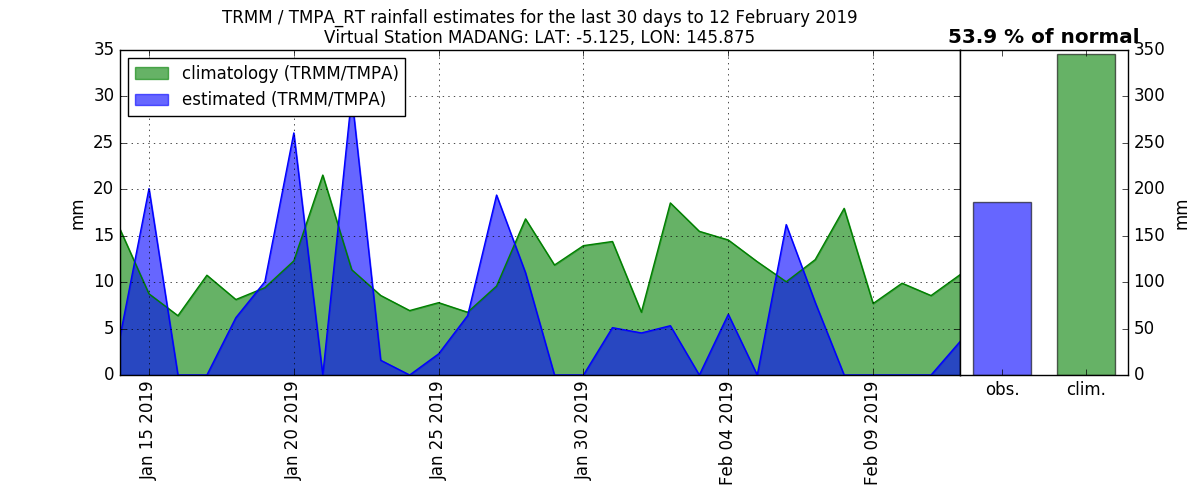 TRMM / TMPA_RT rainfall estimates for the last 30 days to 12 February 2019
Virtual Station MADANG: LAT: -5.125, LON: 145.875
53.9 % of normal
climatology (TRMM/TMPA)
estimated (TRMM/TMPA)
35
30
25
20
15
10
5
0
mm
Jan 15 2019
Jan 20 2019
Jan 25 2019
Jan 30 2019
Feb 04 2019
Feb 09 2019
obs.
clim.
350
300
250
200
150
100
50
0
mm